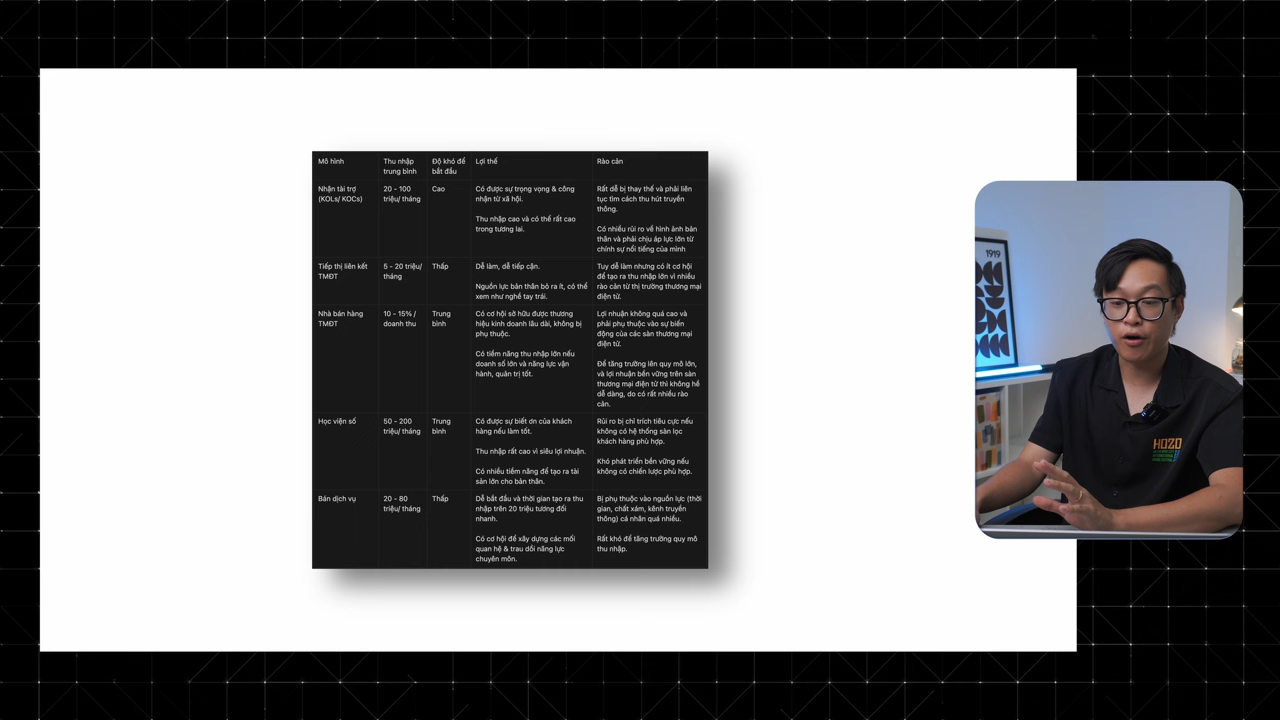 Mô hình
Thu nhập
trung bình
Độ khó để
bắt đầu
Lợi thế
Rào cản
Nhận tài trợ
(KOLs/ KOCs)
20 - 100
triệu/ tháng
Cao
Có được sự trọng vọng & công
nhận từ xã hội.
Thu nhập cao và có thể rất cao
trong tương lai.
Rất dễ bị thay thế và phải liên
tục tìm cách thu hút truyền
thông.
Có nhiều rủi ro về hình ảnh bản
thân và phải chịu áp lực lớn từ
chính sự nổi tiếng của mình
Tiếp thị liên kết
TMĐT
5 - 20 triệu/
tháng
Thấp
Dễ làm, dễ tiếp cận.
Nguồn lực bản thân bỏ ra ít, có thể
xem như nghề tay trái.
Tuy dễ làm nhưng có ít cơ hội
để tạo ra thu nhập lớn vì nhiều
rào cản từ thị trường thương mại
điện tử.
Nhà bán hàng
TMĐT
10 - 15% /
doanh thu
Trung
bình
Có cơ hội sở hữu được thương
hiệu kinh doanh lâu dài, không bị
phụ thuộc.
Có tiềm năng thu nhập lớn nếu
doanh số lớn và năng lực vận
hành, quản trị tốt.
Lợi nhuận không quá cao và
phải phụ thuộc vào sự biến
động của các sàn thương mại
điện tử.
Để tăng trưởng lên quy mô lớn,
và lợi nhuận bền vững trên sàn
thương mại điện tử thì không hề
dễ dàng, do có rất nhiều rào
cản.
Học viện số
50 - 200
triệu/ tháng
Trung
bình
Có được sự biết ơn của khách
hàng nếu làm tốt.
Thu nhập rất cao vì siêu lợi nhuận.
Có nhiều tiềm năng để tạo ra tài
sản lớn cho bản thân.
Rủi ro bị chỉ trích tiêu cực nếu
không có hệ thống sàn lọc
khách hàng phù hợp.
Khó phát triển bền vững nếu
không có chiến lược phù hợp.
Bán dịch vụ
20 - 80
triệu/ tháng
Thấp
Dễ bắt đầu và thời gian tạo ra thu
nhập trên 20 triệu tương đối
nhanh.
Có cơ hội để xây dựng các mối
quan hệ & trau dồi năng lực
chuyên môn.
Bị phụ thuộc vào nguồn lực (thời
gian, chất xám, kênh truyền
thông) cá nhân quá nhiều.
Rất khó để tăng trưởng quy mô
thu nhập.
1919
HOZO